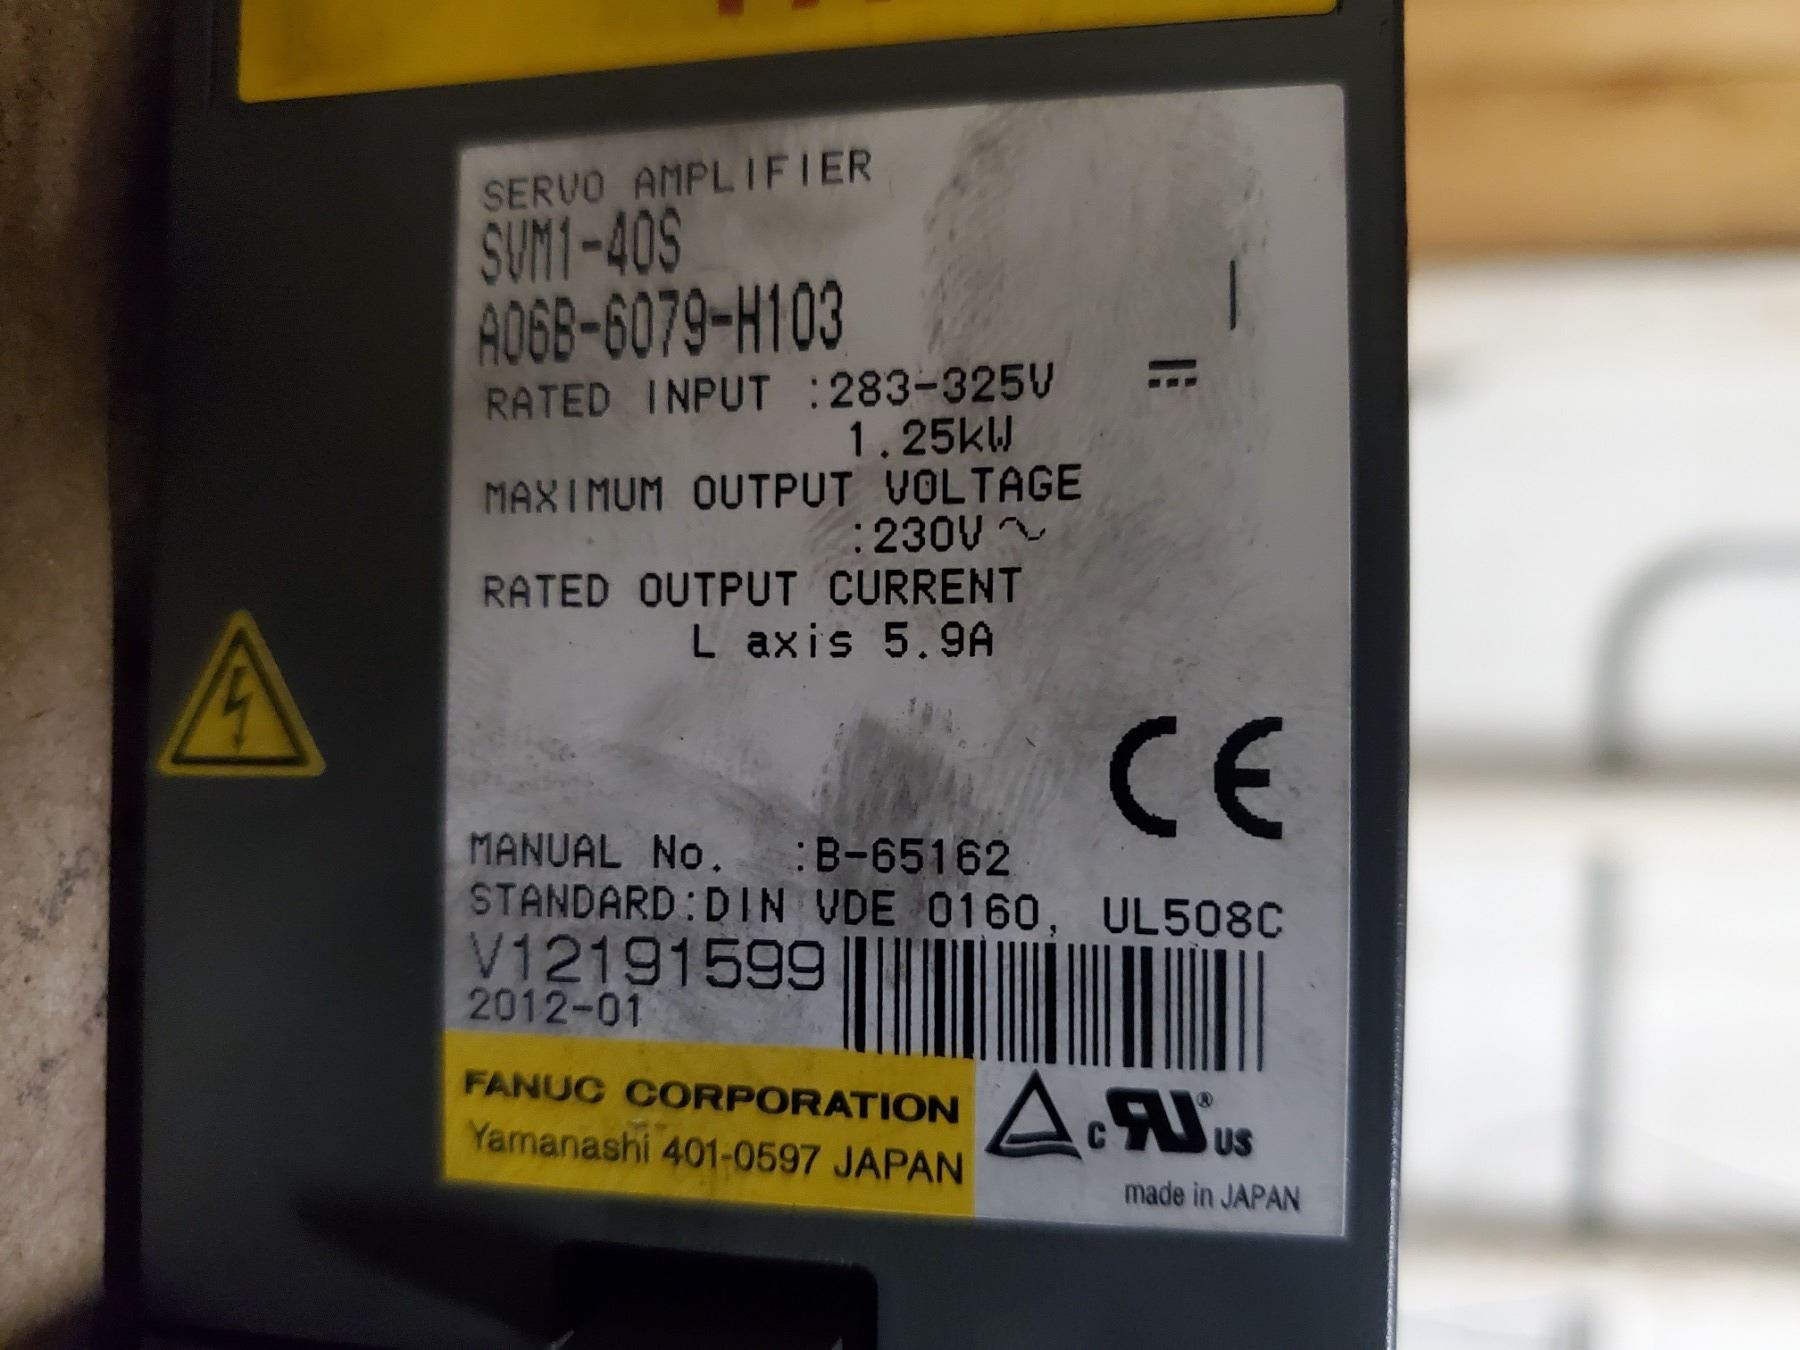 SERVO AMPLIFIER
SVM1-40S
A06B-6079-H103
RATED INPUT :283-325V ⎓
1.25kW
MAXIMUM OUTPUT VOLTAGE
:230V ~
RATED OUTPUT CURRENT
L axis 5.9A
CE
MANUAL No. :B-65162
STANDARD:DIN VDE 0160, UL508C
V12191599
2012-01
FANUC CORPORATION
Yamanashi 401-0597 JAPAN
c RU® US
made in JAPAN